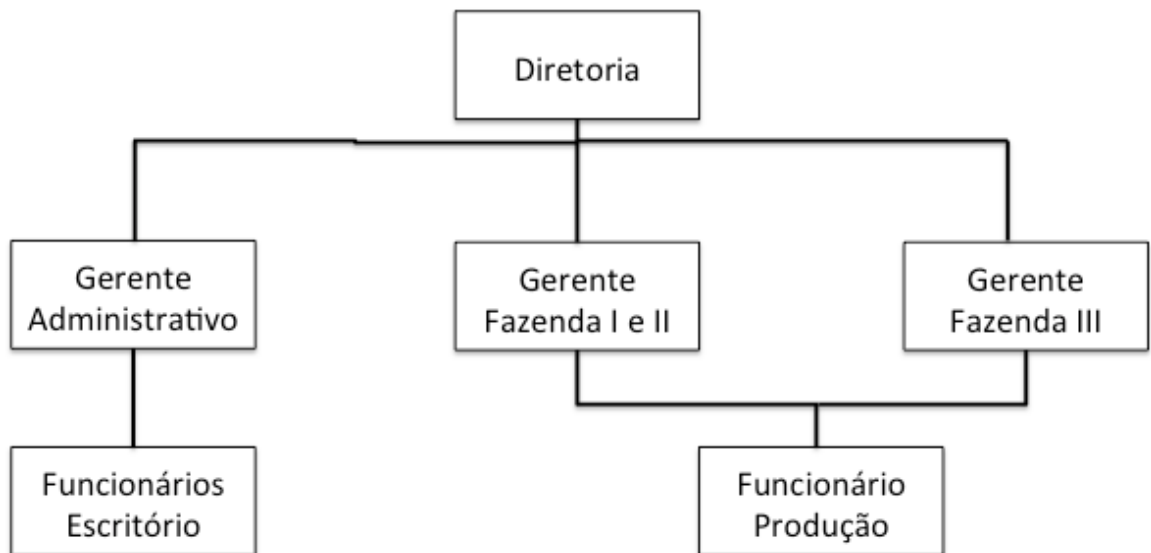 Diretoria
Gerente
Administrativo
Gerente
Fazenda I e II
Gerente
Fazenda III
Funcionários
Escritório
Funcionário
Produção